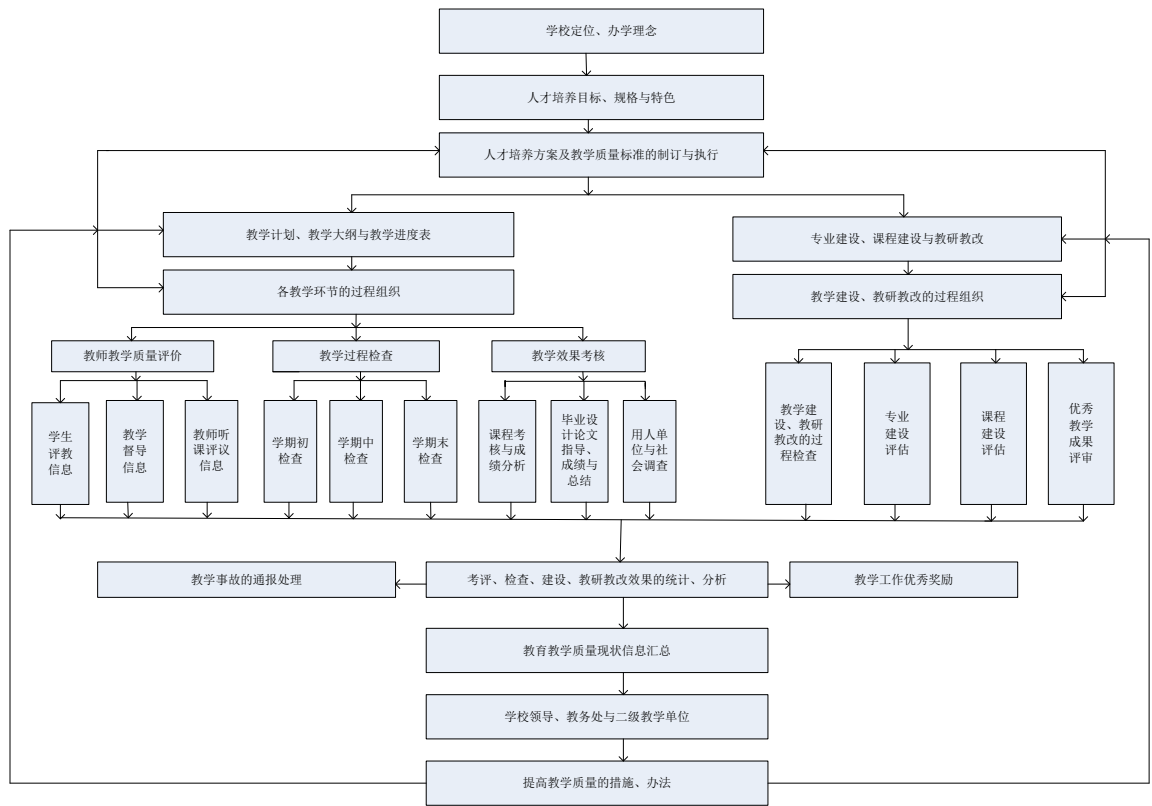 学校定位、办学理念
人才培养目标、规格与特色
人才培养方案及教学质量标准的制订与执行
教学计划、教学大纲与教学进度表
专业建设、课程建设与教研教改
各教学环节的过程组织
教学建设、教研教改的过程组织
教师教学质量评价
教学过程检查
教学效果考核
学生
评教
信息
教学
督导
信息
教师听
课评议
信息
学期初
检查
学期中
检查
学期末
检查
课程考
核与成
绩分析
毕业设
计论文
指导、
成绩与
总结
用人单
位与社
会调查
教学建
设、教研
教改的过
程检查
专业
建设
评估
课程
建设
评估
优秀
教学
成果
评审
教学事故的通报处理
考评、检查、建设、教研教改效果的统计、分析
教学工作优秀奖励
教育教学质量现状信息汇总
学校领导、教务处与二级教学单位
提高教学质量的措施、办法